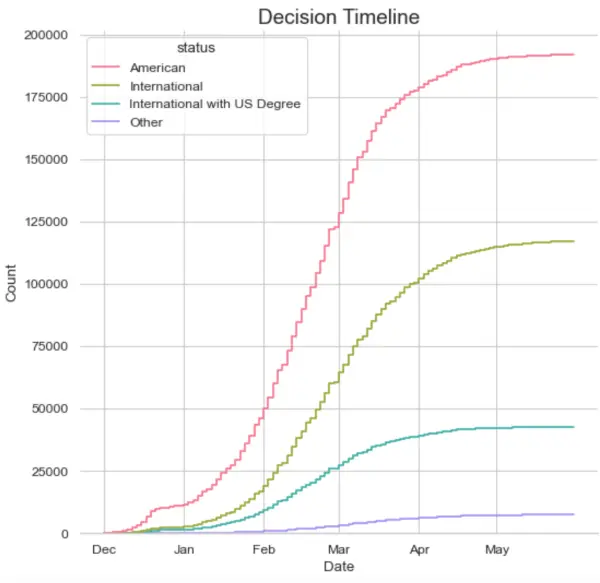 Decision Timeline
status
American
International
International with US Degree
Other
200000
175000
150000
125000
100000
75000
50000
25000
0
Count
Dec Jan Feb Mar Apr May
Date